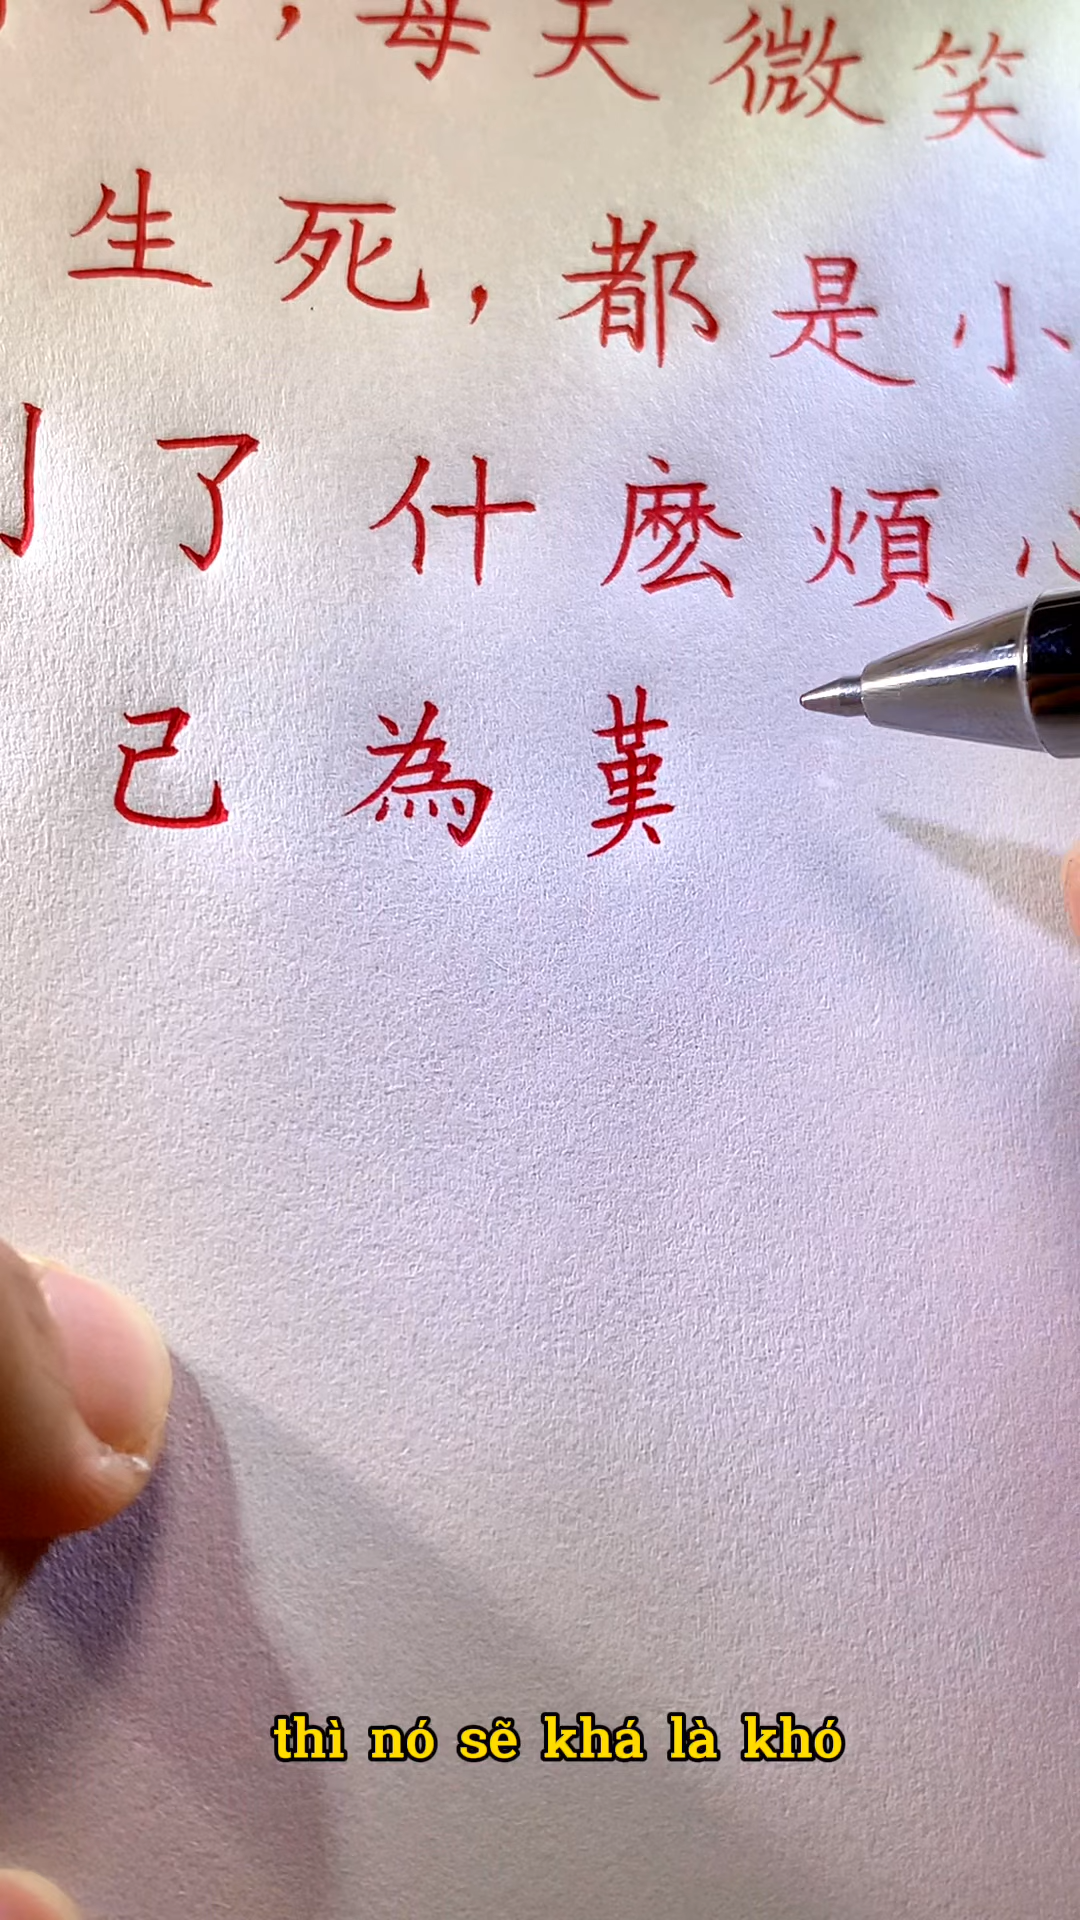 ，每天微笑
生死，都是小
了什麼煩心
己為
thì nó sẽ khá là khó